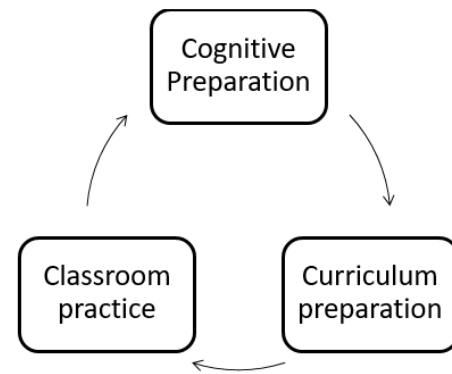 Cognitive
Preparation
Classroom
practice
Curriculum
preparation